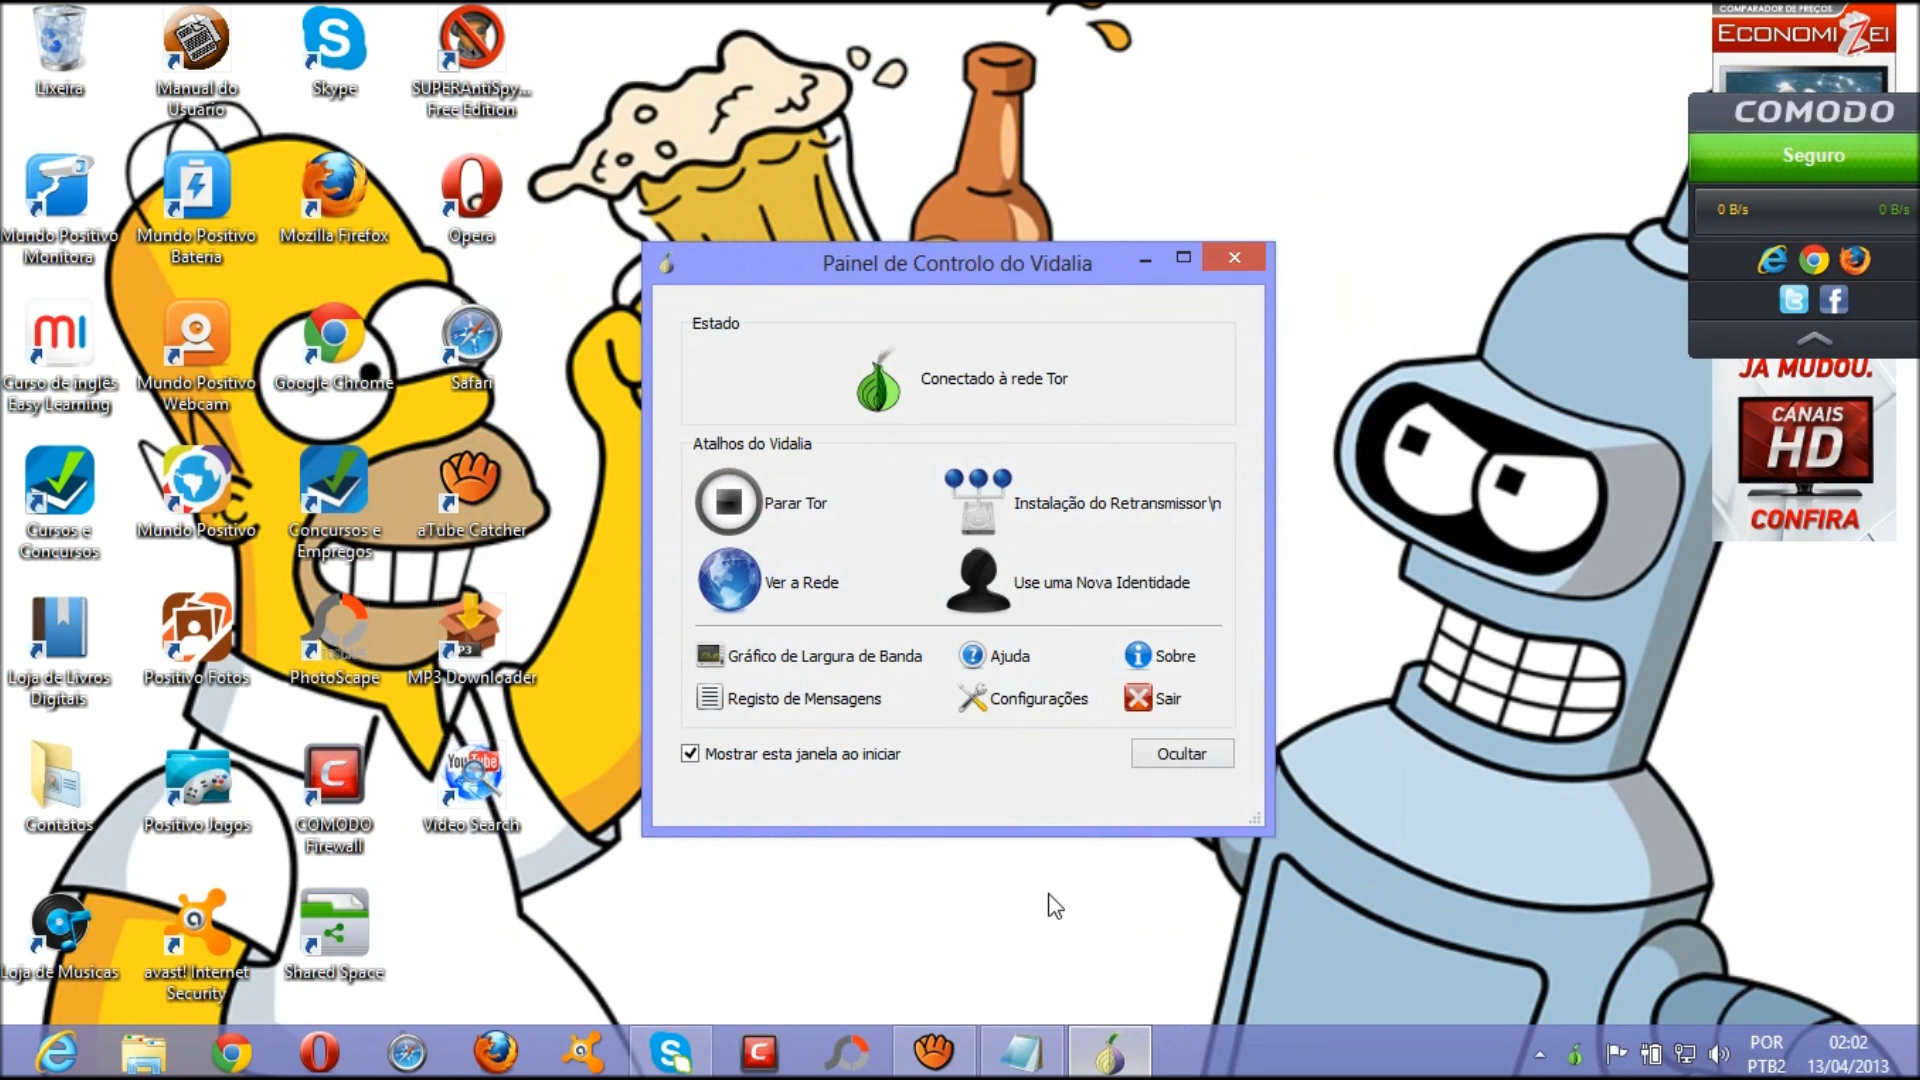 Lixeira
Manual do
Usuário
Skype
SUPERAntiSpy...
Free Edition
Mundo Positivo
Monitora
Mundo Positivo
Bateria
Mozilla Firefox
Opera
mi
Curso de inglês
Easy Learning
Mundo Positivo
Webcam
Google Chrome
Safari
Cursos e
Concursos
Mundo Positivo
Concursos e
Empregos
aTube Catcher
Loja de Livros
Digitais
Positivo Fotos
PhotoScape
MP3 Downloader
Contatos
Positivo Jogos
COMODO
Firewall
YouTube
Video Search
Loja de Musicas
avast! Internet
Security
Shared Space
Painel de Controlo do Vidalia
Estado
Conectado à rede Tor
Atalhos do Vidalia
Parar Tor
Instalação do Retransmissor\n
Ver a Rede
Use uma Nova Identidade
Gráfico de Largura de Banda
Ajuda
Sobre
Registo de Mensagens
Configurações
Sair
Mostrar esta janela ao iniciar
Ocultar
COMPARADOR DE PREÇOS
ECONOMIZEI
COMODO
Seguro
0 B/s
0 B/s
JÁ MUDOU.
CANAIS
HD
CONFIRA
POR
PTB2
02:02
13/04/2013